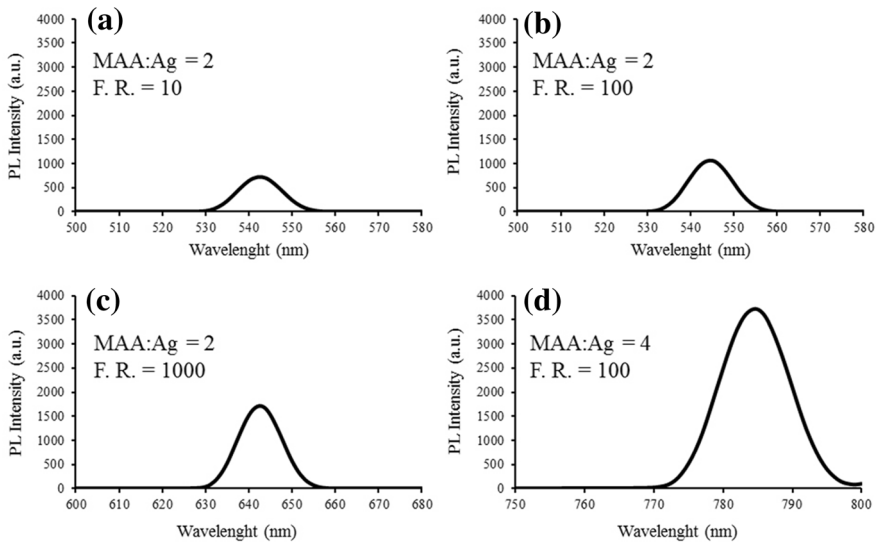 (a)
MAA:Ag = 2
F. R. = 10
PL Intensity (a.u.)
4000
3500
3000
2500
2000
1500
1000
500
0
500 510 520 530 540 550 560 570 580
Wavelenght (nm)
(b)
MAA:Ag = 2
F. R. = 100
PL Intensity (a.u.)
4000
3500
3000
2500
2000
1500
1000
500
0
500 510 520 530 540 550 560 570 580
Wavelenght (nm)
(c)
MAA:Ag = 2
F. R. = 1000
PL Intensity (a.u.)
4000
3500
3000
2500
2000
1500
1000
500
0
600 610 620 630 640 650 660 670 680
Wavelenght (nm)
(d)
MAA:Ag = 4
F. R. = 100
PL Intensity (a.u.)
4000
3500
3000
2500
2000
1500
1000
500
0
750 760 770 780 790 800
Wavelenght (nm)